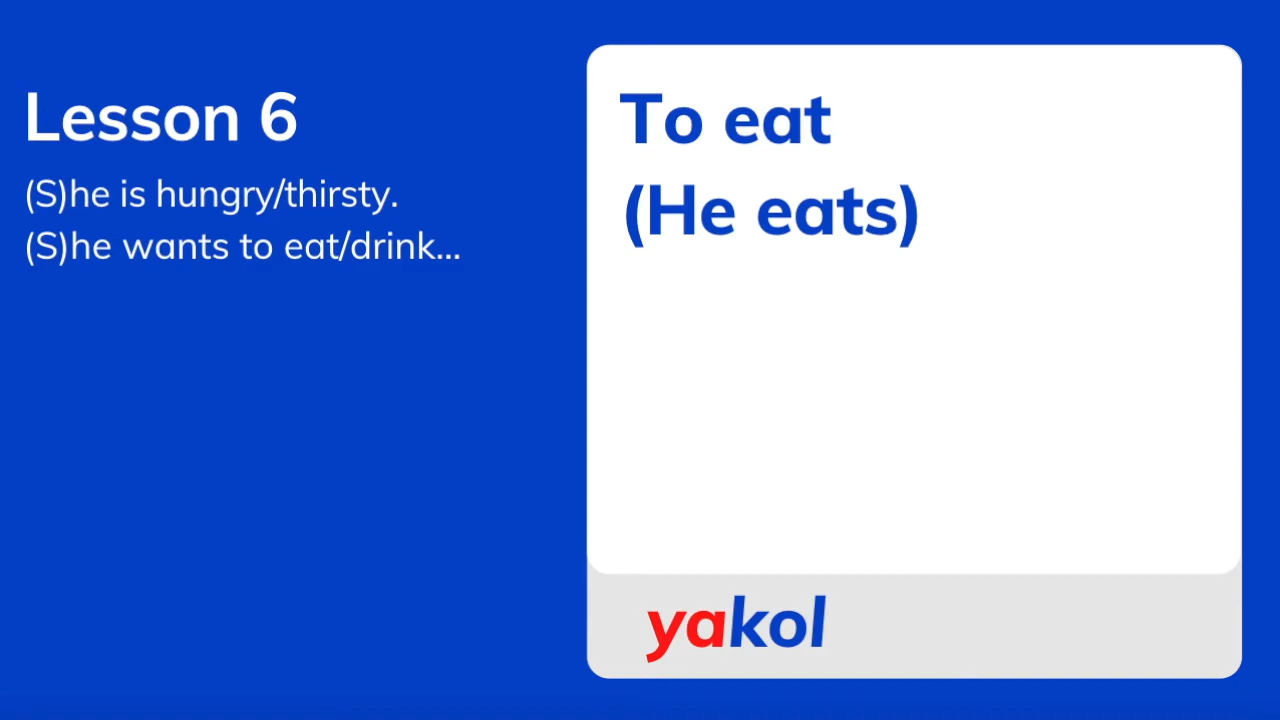 Lesson 6
(S)he is hungry/thirsty.
(S)he wants to eat/drink...
To eat
(He eats)
yakol